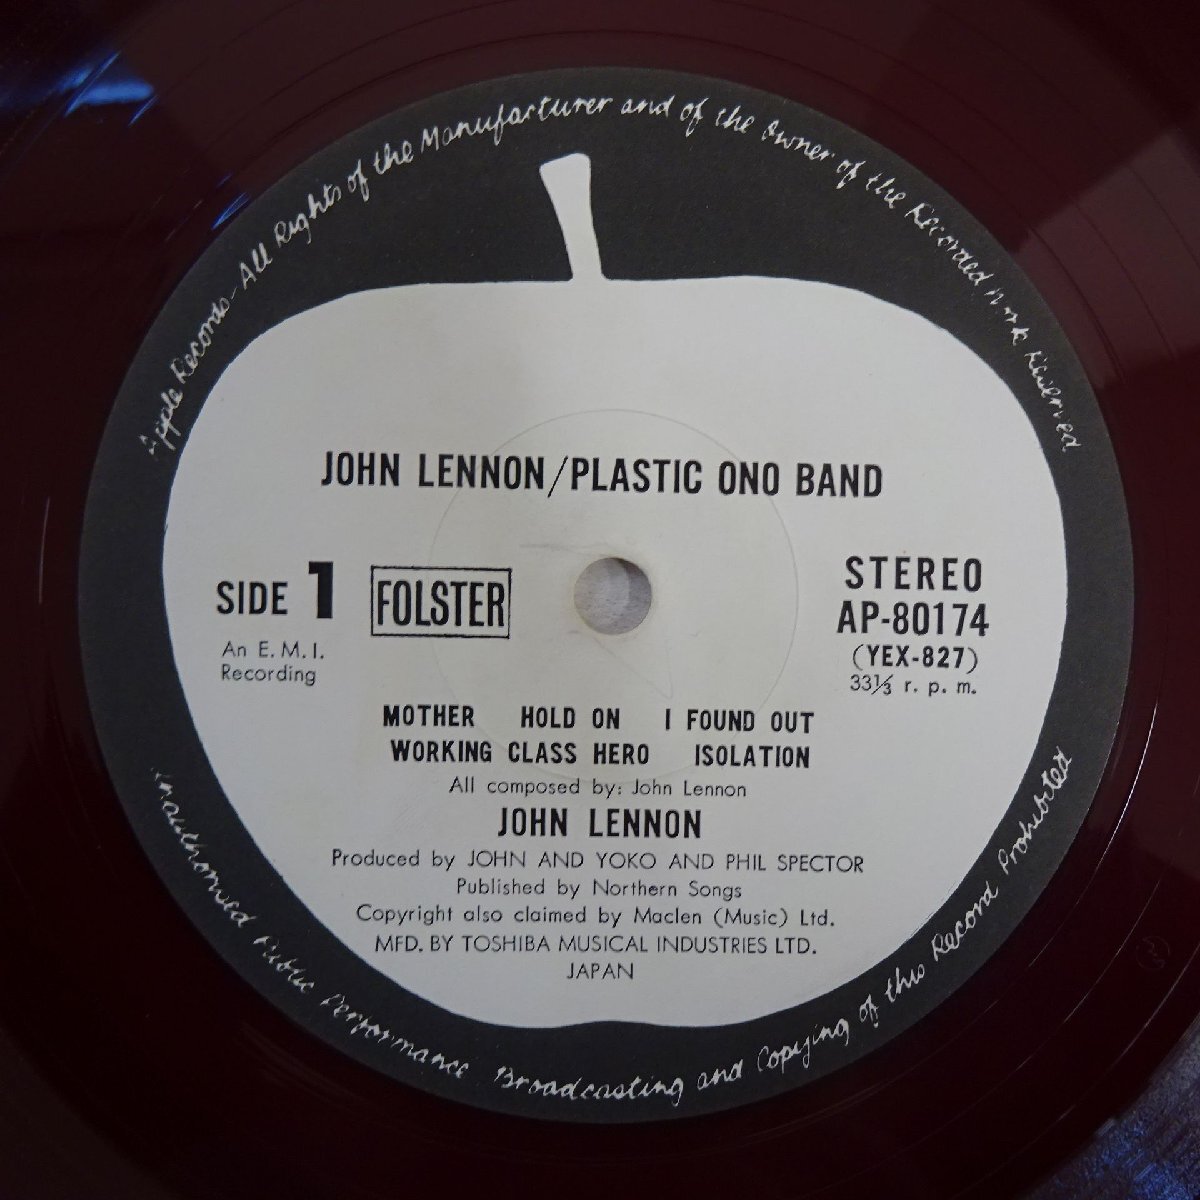 Apple Records - All Rights of the Manufacturer and of the Owner of the Recorded Work Reserved
JOHN LENNON/PLASTIC ONO BAND
SIDE 1
FOLSTER
STEREO
AP-80174
(YEX-827)
33⅓ r. p. m.
An E. M. I.
Recording
MOTHER HOLD ON I FOUND OUT
WORKING CLASS HERO ISOLATION
All composed by: John Lennon
JOHN LENNON
Produced by JOHN AND YOKO AND PHIL SPECTOR
Published by Northern Songs
Copyright also claimed by Maclen (Music) Ltd.
MFD. BY TOSHIBA MUSICAL INDUSTRIES LTD.
JAPAN
Unauthorised Public Performance Broadcasting and Copying of this Record Prohibited